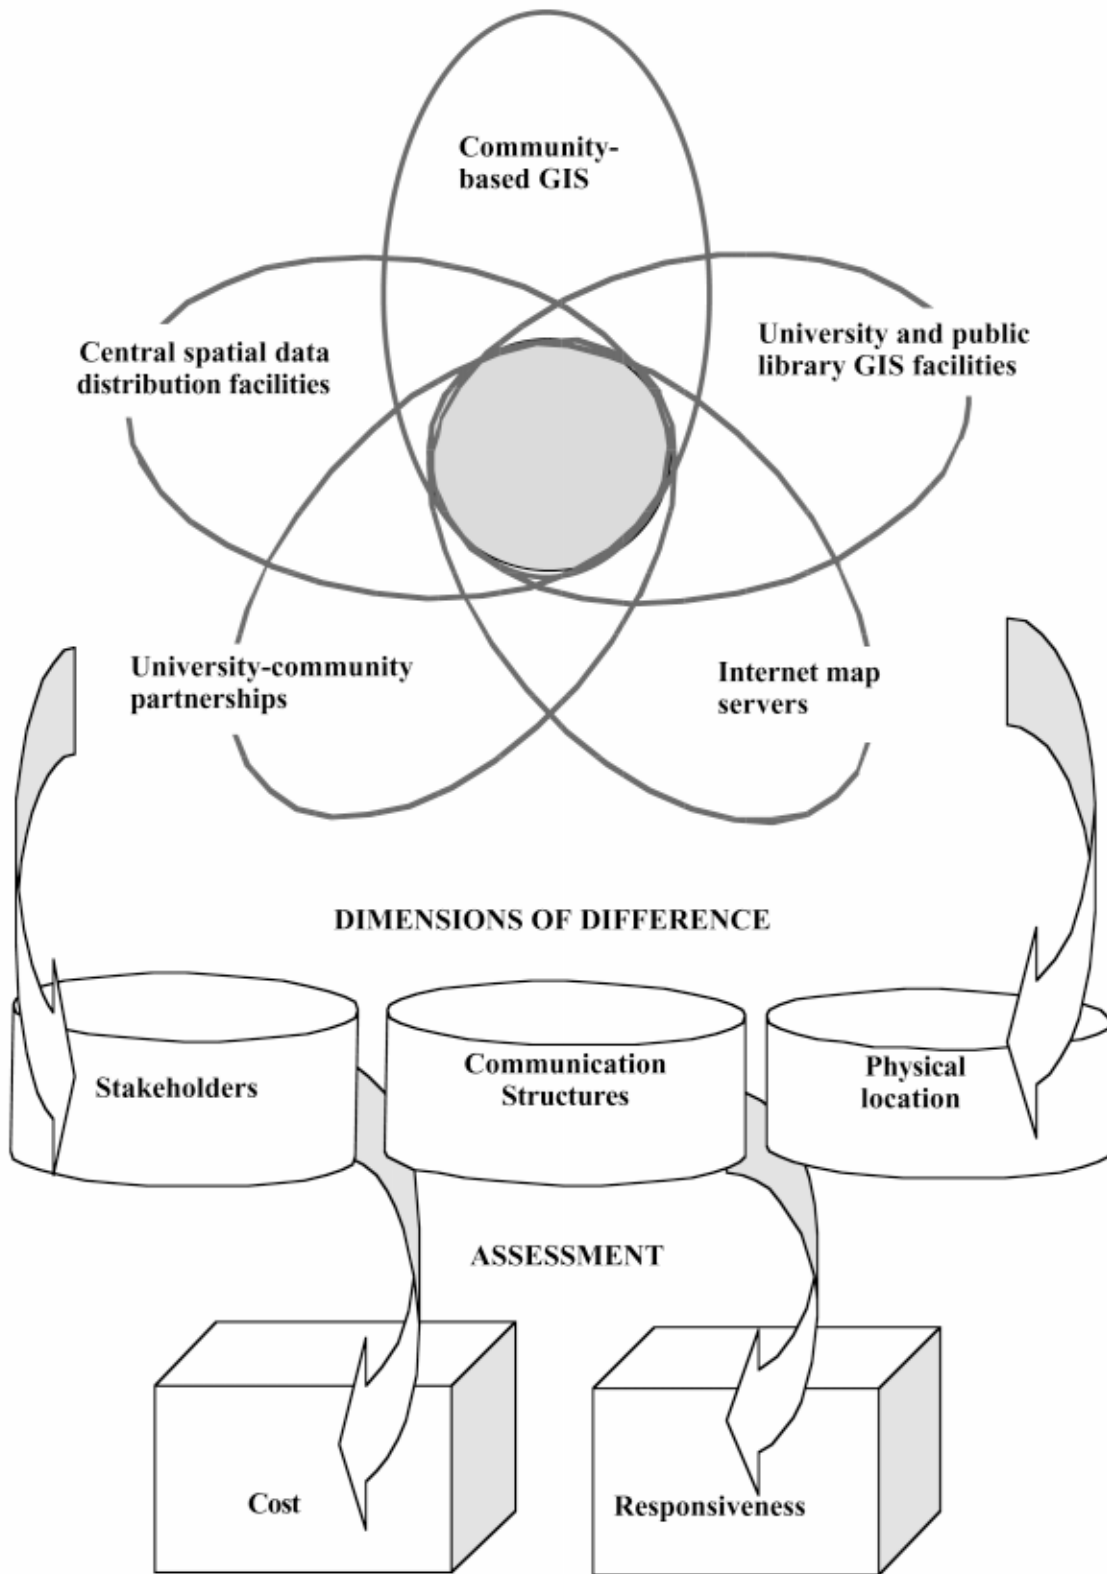 Community-
based GIS
Central spatial data
distribution facilities
University and public
library GIS facilities
University-community
partnerships
Internet map
servers
DIMENSIONS OF DIFFERENCE
Stakeholders
Communication
Structures
Physical
location
ASSESSMENT
Cost
Responsiveness